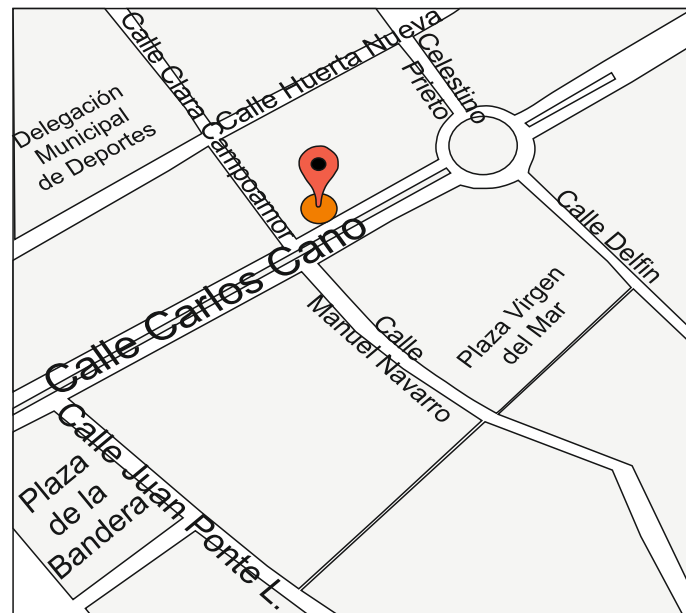 Calle Clara Campoamor
Calle Huerta Nueva
Celestino
Prieto
Delegación
Municipal
de Deportes
Calle Carlos Cano
Calle Delfin
Plaza Virgen
del Mar
Calle
Manuel Navarro
Calle Juan Ponte L.
Plaza
de la
Bandera